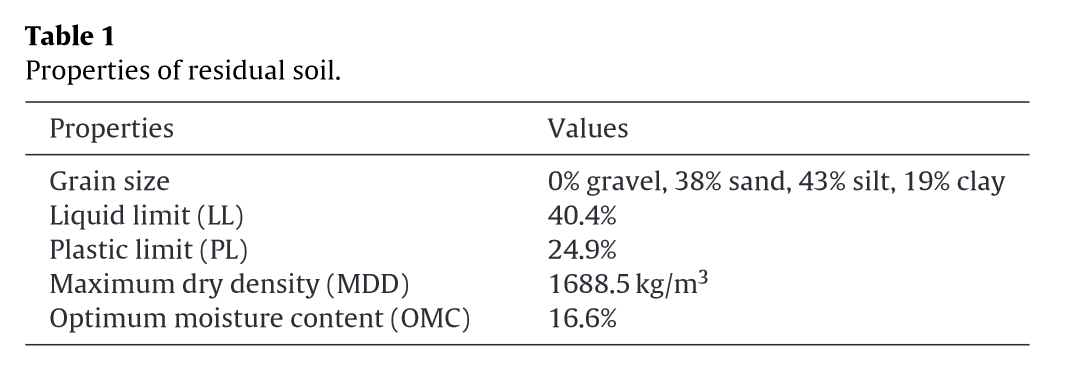 Table 1
Properties of residual soil.
Properties Values
Grain size 0% gravel, 38% sand, 43% silt, 19% clay
Liquid limit (LL) 40.4%
Plastic limit (PL) 24.9%
Maximum dry density (MDD) 1688.5 kg/m³
Optimum moisture content (OMC) 16.6%